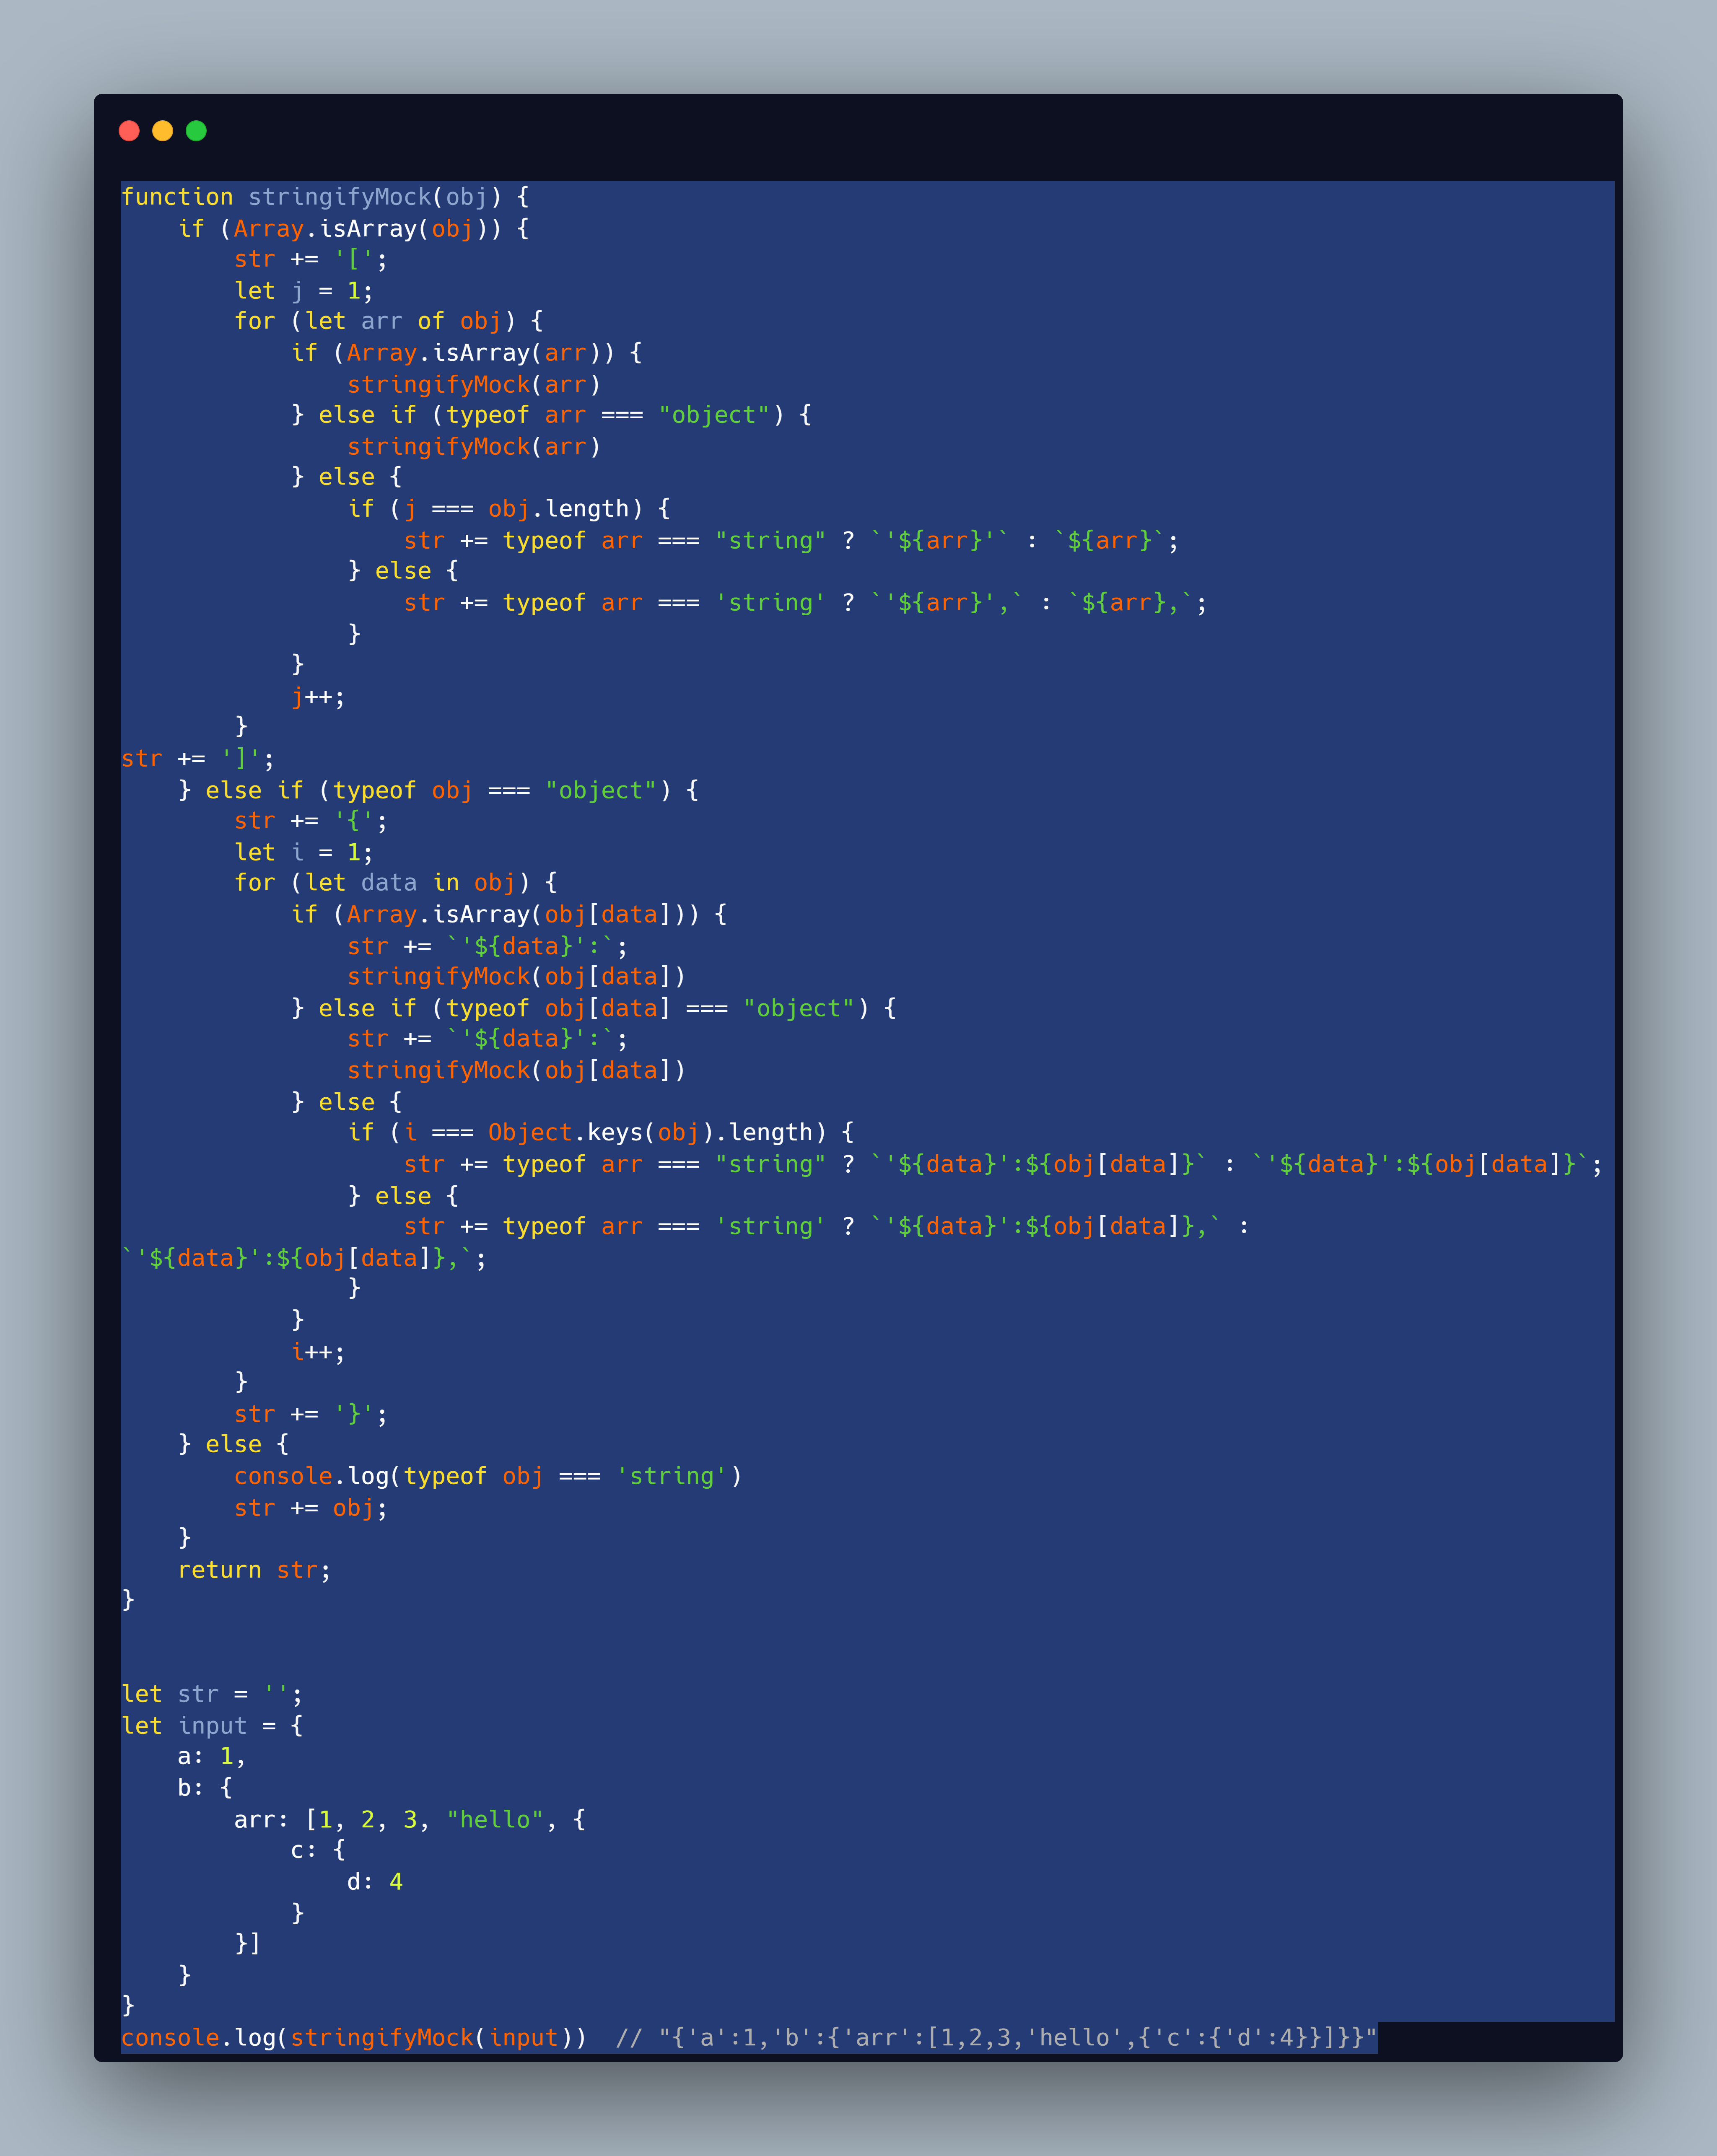 function stringifyMock(obj) {
    if (Array.isArray(obj)) {
        str += '[';
        let j = 1;
        for (let arr of obj) {
            if (Array.isArray(arr)) {
                stringifyMock(arr)
            } else if (typeof arr === "object") {
                stringifyMock(arr)
            } else {
                if (j === obj.length) {
                    str += typeof arr === "string" ? `'${arr}'` : `${arr}`;
                } else {
                    str += typeof arr === 'string' ? `'${arr}',` : `${arr},`;
                }
            }
            j++;
        }
str += ']';
    } else if (typeof obj === "object") {
        str += '{';
        let i = 1;
        for (let data in obj) {
            if (Array.isArray(obj[data])) {
                str += `'${data}':`;
                stringifyMock(obj[data])
            } else if (typeof obj[data] === "object") {
                str += `'${data}':`;
                stringifyMock(obj[data])
            } else {
                if (i === Object.keys(obj).length) {
                    str += typeof arr === "string" ? `'${data}':${obj[data]}` : `'${data}':${obj[data]}`;
                } else {
                    str += typeof arr === 'string' ? `'${data}':${obj[data]},` :
`'${data}':${obj[data]},`;
                }
            }
            i++;
        }
        str += '}';
    } else {
        console.log(typeof obj === 'string')
        str += obj;
    }
    return str;
}


let str = '';
let input = {
    a: 1,
    b: {
        arr: [1, 2, 3, "hello", {
            c: {
                d: 4
            }
        }]
    }
}
console.log(stringifyMock(input))  // "{'a':1,'b':{'arr':[1,2,3,'hello',{'c':{'d':4}}]}}"